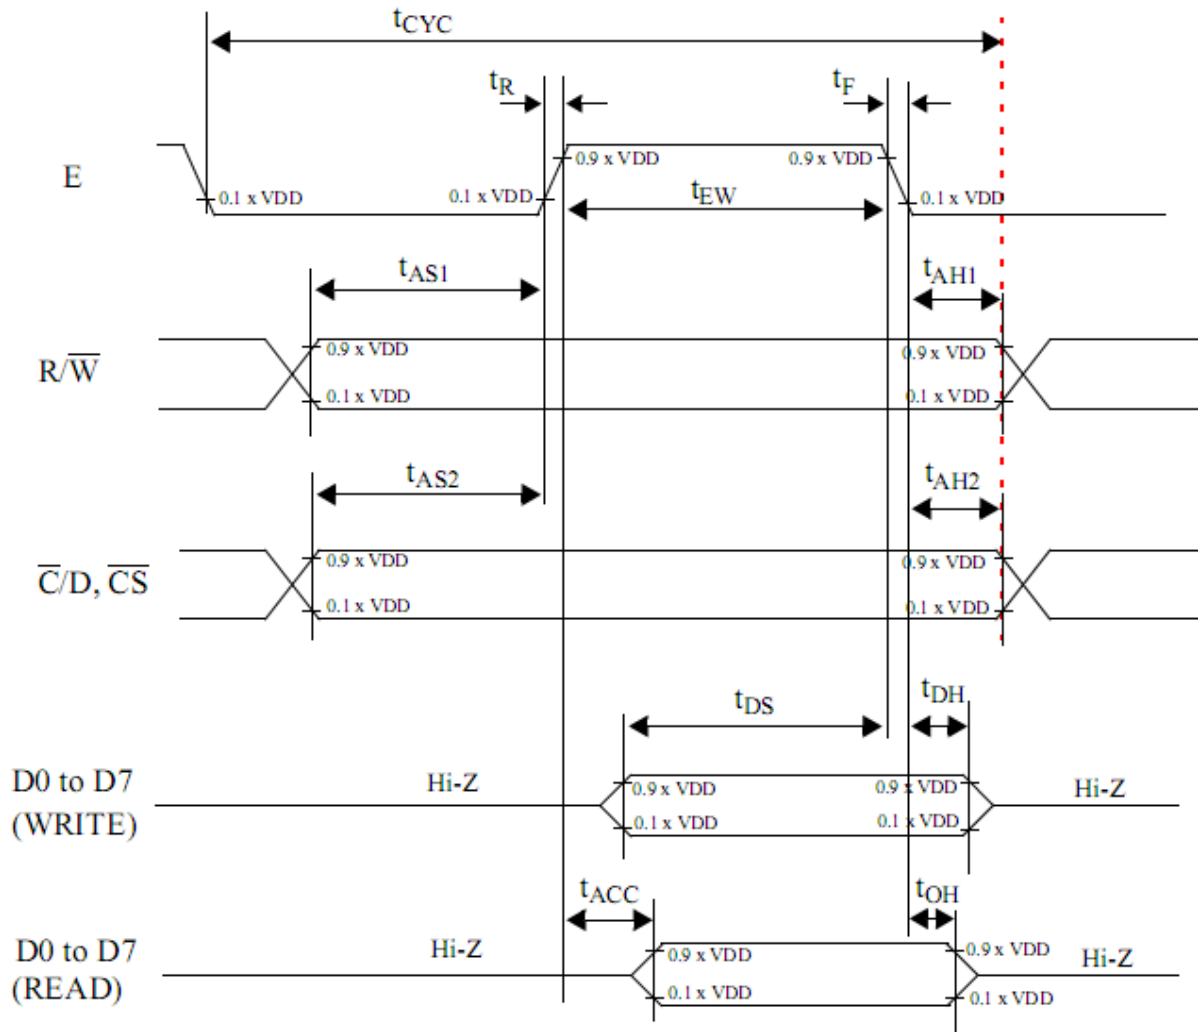 tCYC
tR
tF
E
0.9 x VDD
0.9 x VDD
0.1 x VDD
0.1 x VDD
tEW
0.1 x VDD
tAS1
tAH1
R/W̅
0.9 x VDD
0.9 x VDD
0.1 x VDD
0.1 x VDD
tAS2
tAH2
C̅/D, C̅S̅
0.9 x VDD
0.9 x VDD
0.1 x VDD
0.1 x VDD
tDS
tDH
D0 to D7
(WRITE)
Hi-Z
0.9 x VDD
0.9 x VDD
Hi-Z
0.1 x VDD
0.1 x VDD
tACC
tOH
D0 to D7
(READ)
Hi-Z
0.9 x VDD
0.9 x VDD
Hi-Z
0.1 x VDD
0.1 x VDD